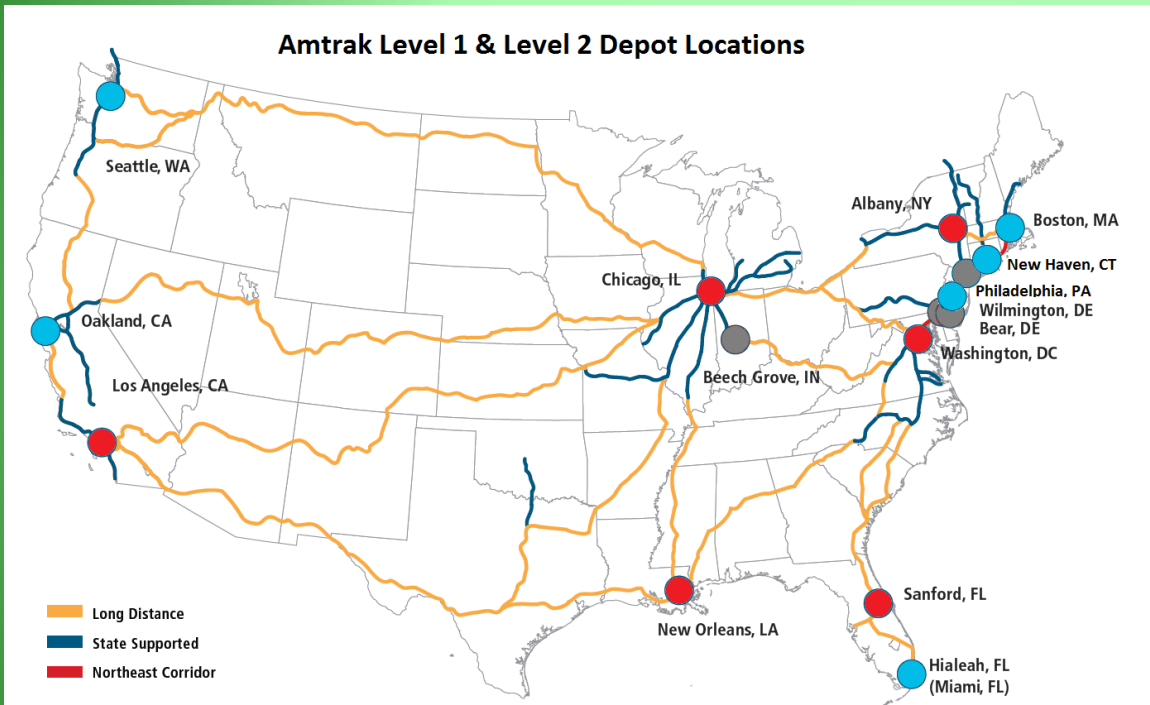 Amtrak Level 1 & Level 2 Depot Locations
Seattle, WA
Albany, NY
Boston, MA
New Haven, CT
Chicago, IL
Philadelphia, PA
Wilmington, DE
Bear, DE
Oakland, CA
Washington, DC
Beech Grove, IN
Los Angeles, CA
Sanford, FL
Long Distance
New Orleans, LA
State Supported
Northeast Corridor
Hialeah, FL
(Miami, FL)